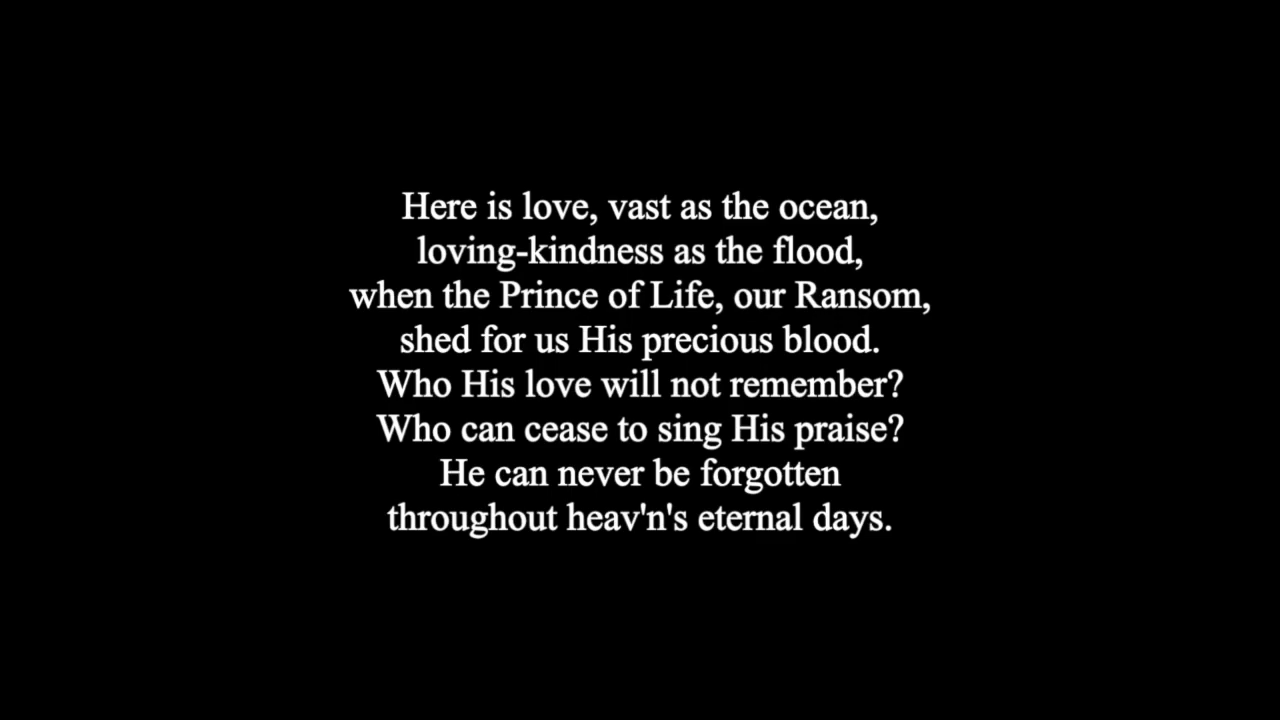 Here is love, vast as the ocean,
loving-kindness as the flood,
when the Prince of Life, our Ransom,
shed for us His precious blood.
Who His love will not remember?
Who can cease to sing His praise?
He can never be forgotten
throughout heav'n's eternal days.